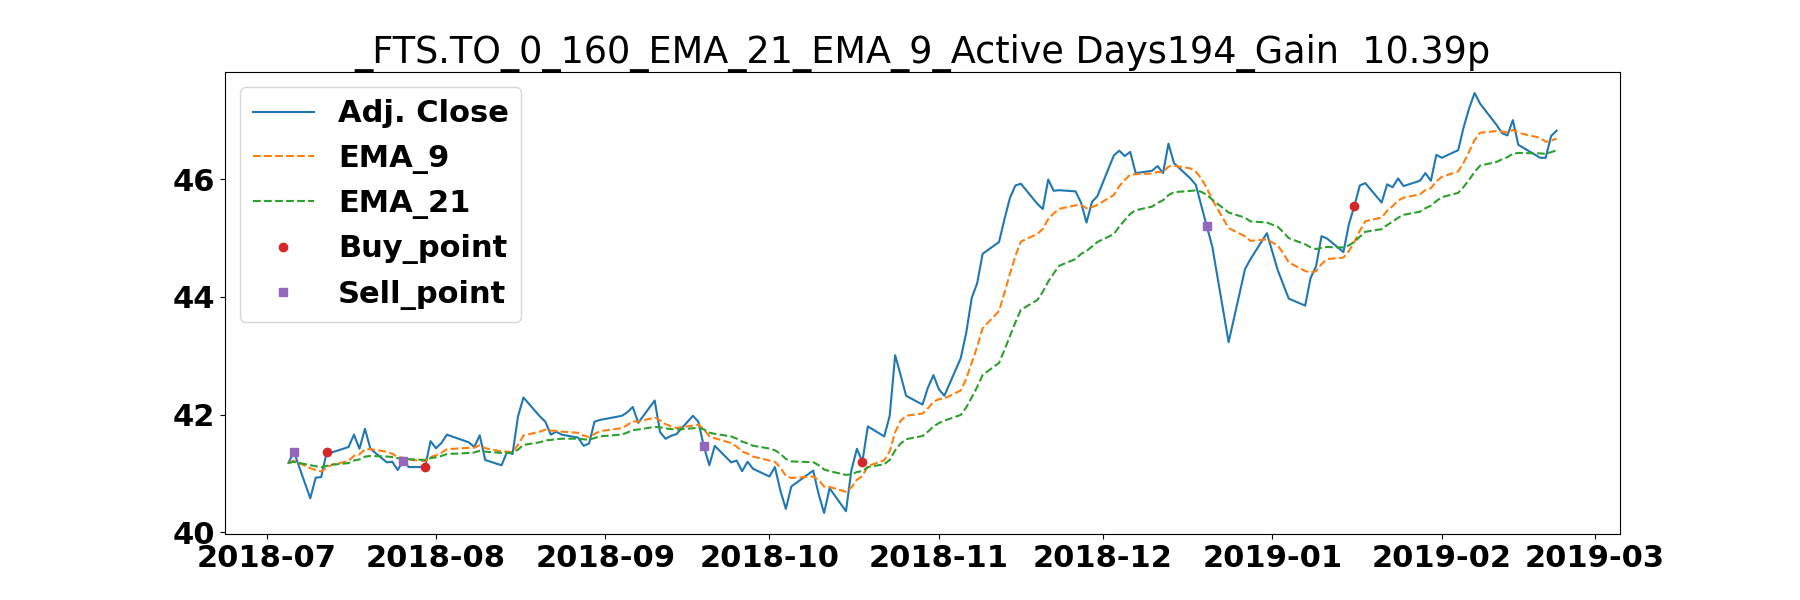 _FTS.TO_0_160_EMA_21_EMA_9_Active Days194_Gain  10.39p
Adj. Close
EMA_9
EMA_21
Buy_point
Sell_point
46
44
42
40
2018-07 2018-08 2018-09 2018-10 2018-11 2018-12 2019-01 2019-02 2019-03